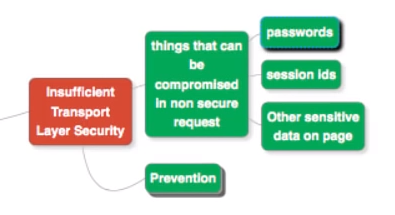 Insufficient
Transport
Layer Security
things that can
be
compromised
in non secure
request
passwords
session ids
Other sensitive
data on page
Prevention